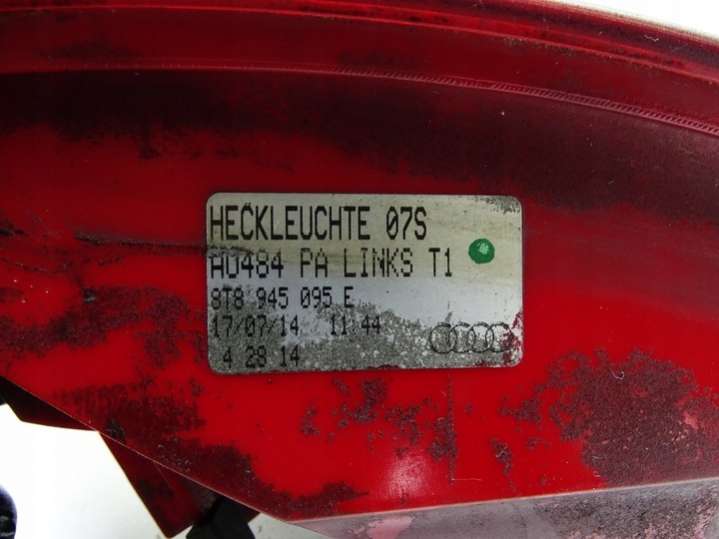 HECKLEUCHTE 07S
AU484 PA LINKS T1
8T8 945 095 E
17/07/14 11 44
4 28 14